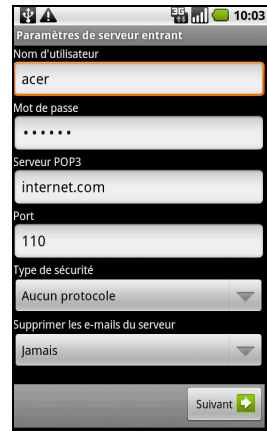 3G 10:03
Paramètres de serveur entrant
Nom d'utilisateur
acer
Mot de passe
••••••
Serveur POP3
internet.com
Port
110
Type de sécurité
Aucun protocole
Supprimer les e-mails du serveur
Jamais
Suivant